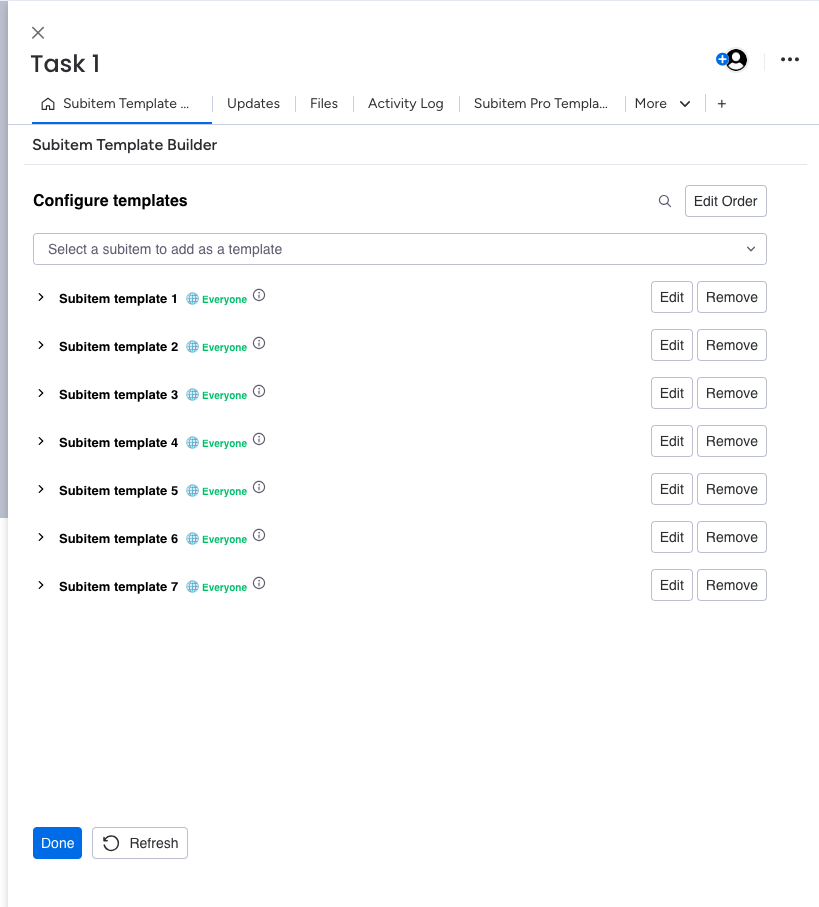 Task 1
Subitem Template ...
Updates
Files
Activity Log
Subitem Pro Templa...
More
+
Subitem Template Builder
Configure templates
Edit Order
Select a subitem to add as a template
Subitem template 1 Everyone Edit Remove
Subitem template 2 Everyone Edit Remove
Subitem template 3 Everyone Edit Remove
Subitem template 4 Everyone Edit Remove
Subitem template 5 Everyone Edit Remove
Subitem template 6 Everyone Edit Remove
Subitem template 7 Everyone Edit Remove
Done Refresh